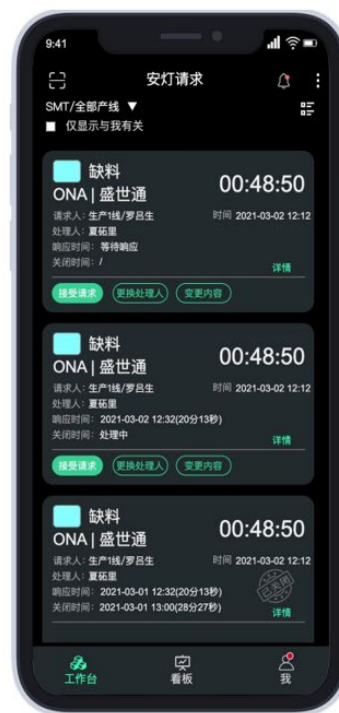 9:41
安灯请求
SMT/全部产线 ▼
仅显示与我有关
缺料
ONA | 盛世通
00:48:50
请求人：生产1线/罗吕生
时间 2021-03-02 12:12
处理人：夏砳里
响应时间： 等待响应
关闭时间： /
详情
接受请求
更换处理人
变更内容
缺料
ONA | 盛世通
00:48:50
请求人：生产1线/罗吕生
时间 2021-03-02 12:12
处理人：夏砳里
响应时间： 2021-03-02 12:32(20分13秒)
关闭时间： 处理中
详情
接受请求
更换处理人
变更内容
缺料
ONA | 盛世通
00:48:50
请求人：生产1线/罗吕生
时间 2021-03-02 12:12
处理人：夏砳里
响应时间： 2021-03-01 12:32(20分13秒)
关闭时间： 2021-03-01 13:00(28分27秒)
已关闭
详情
工作台
看板
我